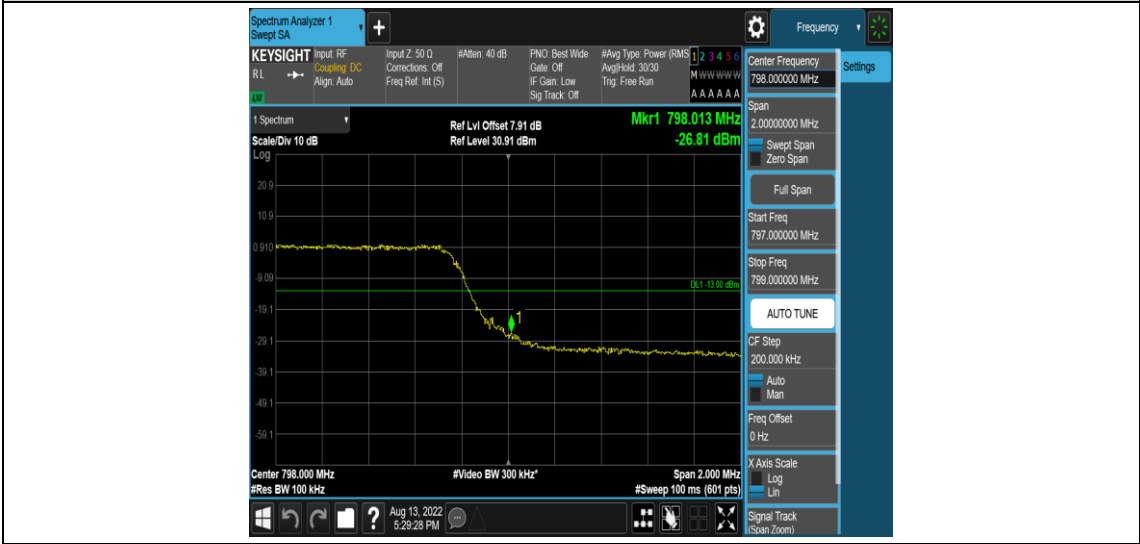 Spectrum Analyzer 1
Swept SA
+
Frequency
KEYSIGHT
RL
Input: RF
Coupling: DC
Align: Auto
Input Z: 50 Ω
Corrections: Off
Freq Ref: Int (S)
#Atten: 40 dB
PNO: Best Wide
Gate: Off
IF Gain: Low
Sig Track: Off
#Avg Type: Power (RMS
Avg|Hold: 30/30
Trig: Free Run
1 2 3 4 5 6
M W W W W W
A A A A A A
1 Spectrum
Scale/Div 10 dB
Log
Ref Lvl Offset 7.91 dB
Ref Level 30.91 dBm
Mkr1 798.013 MHz
-26.81 dBm
20.9
10.9
0.910
-9.09
DL1 -13.00 dBm
-19.1
1
-29.1
-39.1
-49.1
-59.1
Center 798.000 MHz
#Res BW 100 kHz
#Video BW 300 kHz*
Span 2.000 MHz
#Sweep 100 ms (601 pts)
?
Aug 13, 2022
5:29:28 PM
Center Frequency
798.000000 MHz
Settings
Span
2.00000000 MHz
Swept Span
Zero Span
Full Span
Start Freq
797.000000 MHz
Stop Freq
799.000000 MHz
AUTO TUNE
CF Step
200.000 kHz
Auto
Man
Freq Offset
0 Hz
X Axis Scale
Log
Lin
Signal Track
(Span Zoom)